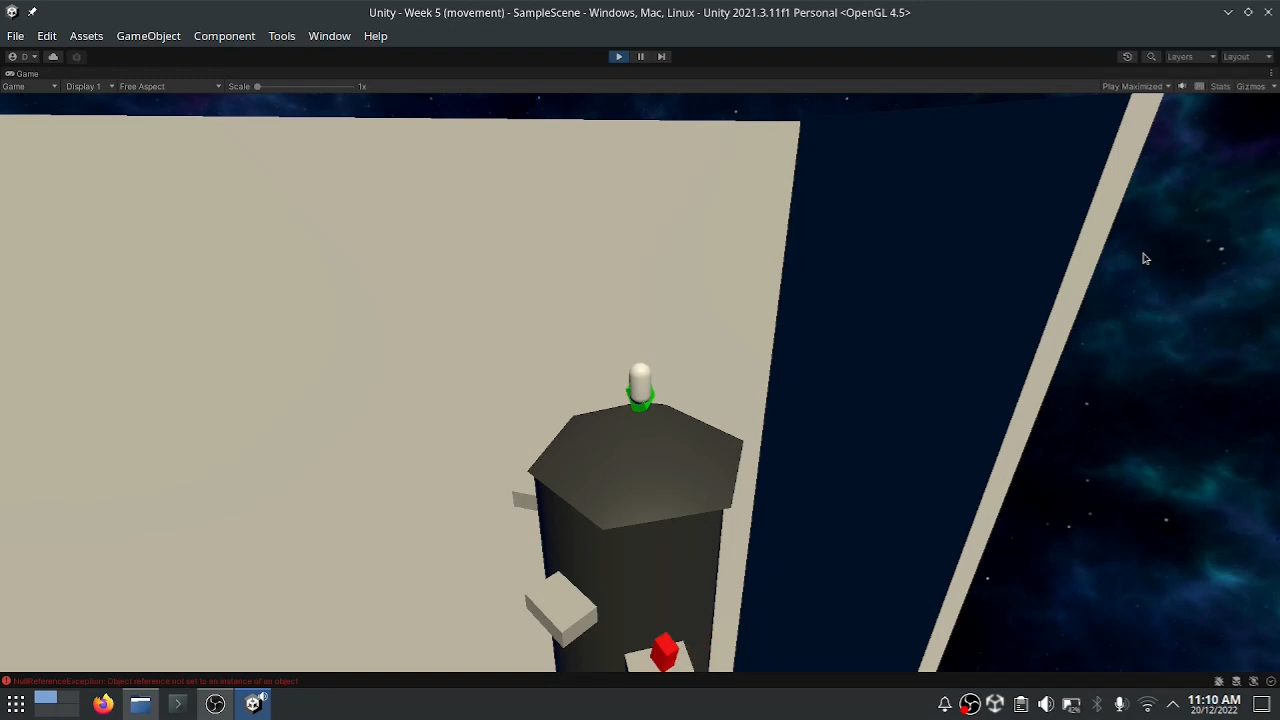 Unity - Week 5 (movement) - SampleScene - Windows, Mac, Linux - Unity 2021.3.11f1 Personal <OpenGL 4.5>
File Edit Assets GameObject Component Tools Window Help
D Layers Layout
Game
Game Display 1 Free Aspect Scale 1x Play Maximized Stats Gizmos
NullReferenceException: Object reference not set to an instance of an object
42% 11:10 AM
20/12/2022